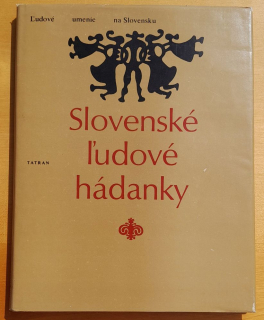 Ľudové umenie na Slovensku
Slovenské
ľudové
hádanky
TATRAN